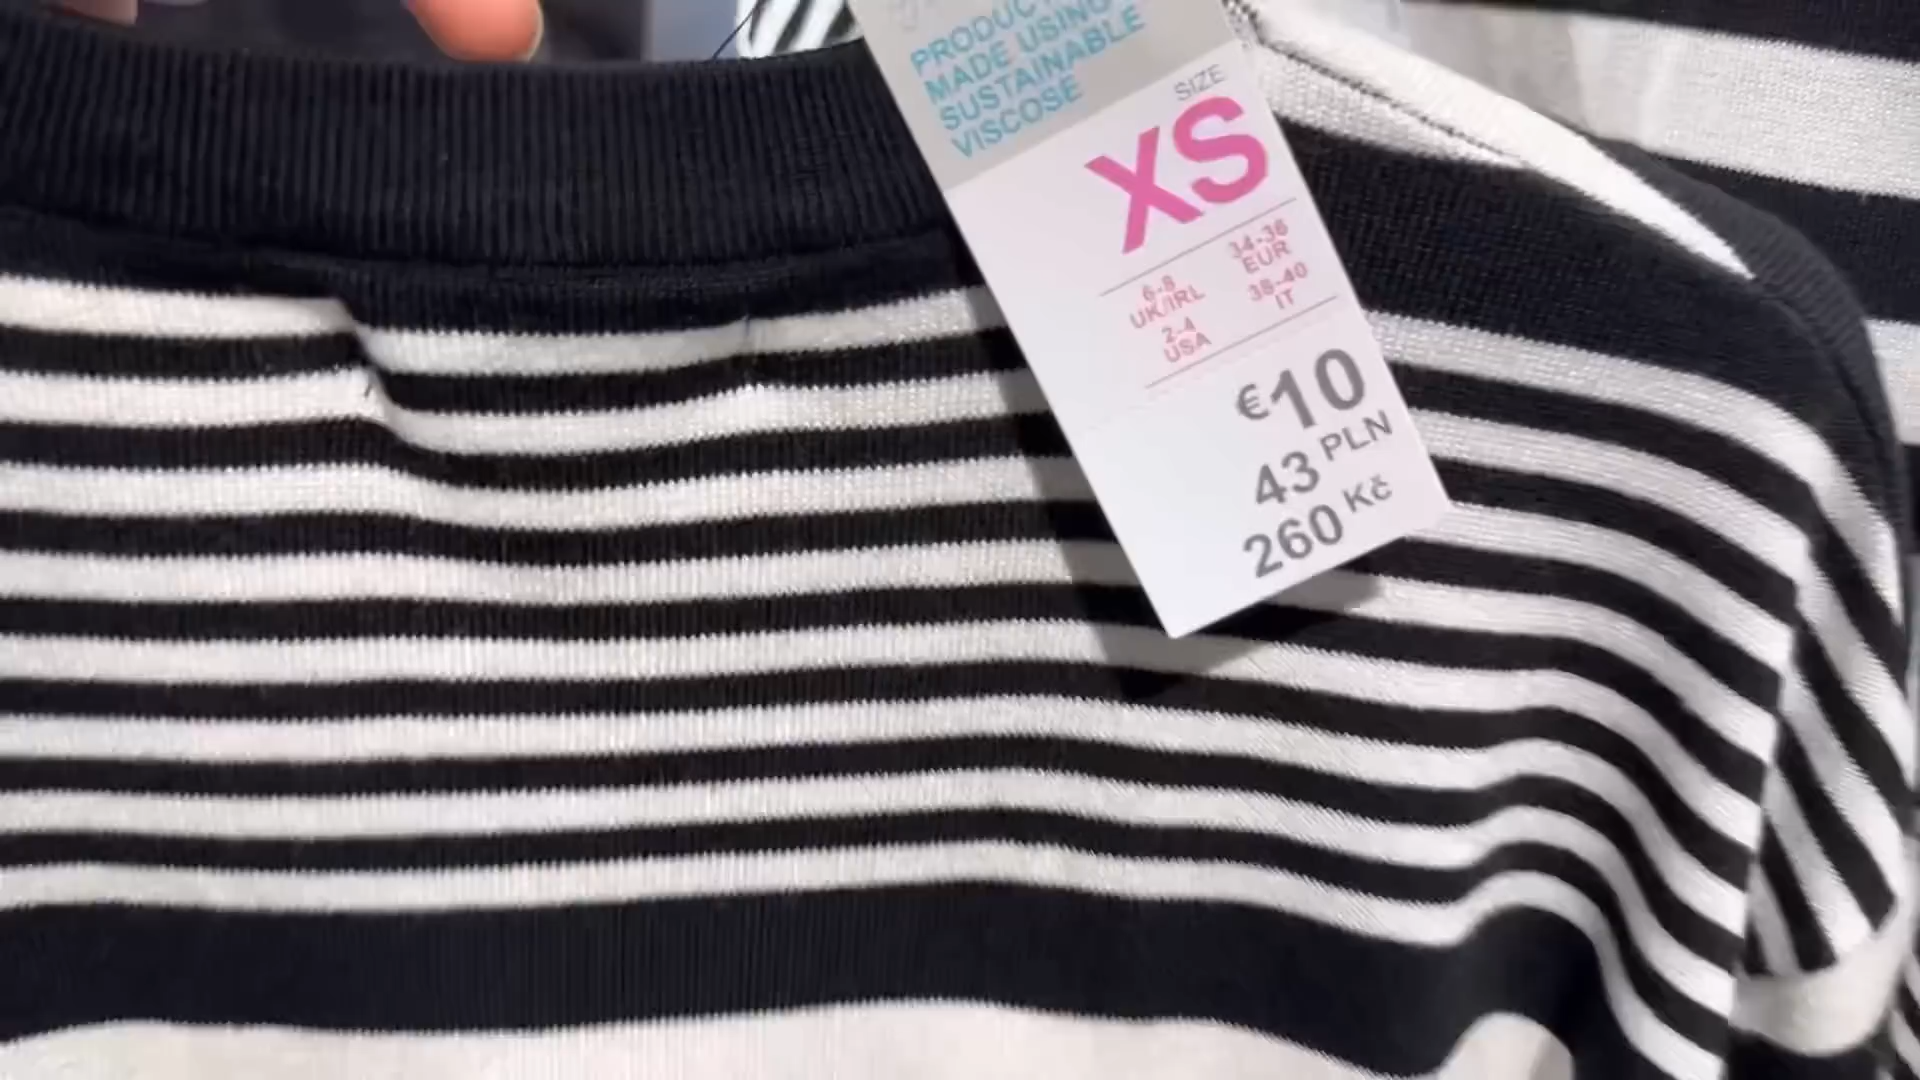 PRODUCT
MADE USING
SUSTAINABLE
VISCOSE
SIZE
XS
6-8
UK/IRL
34-36
EUR
2-4
USA
38-40
IT
€10
43 PLN
260 Kč